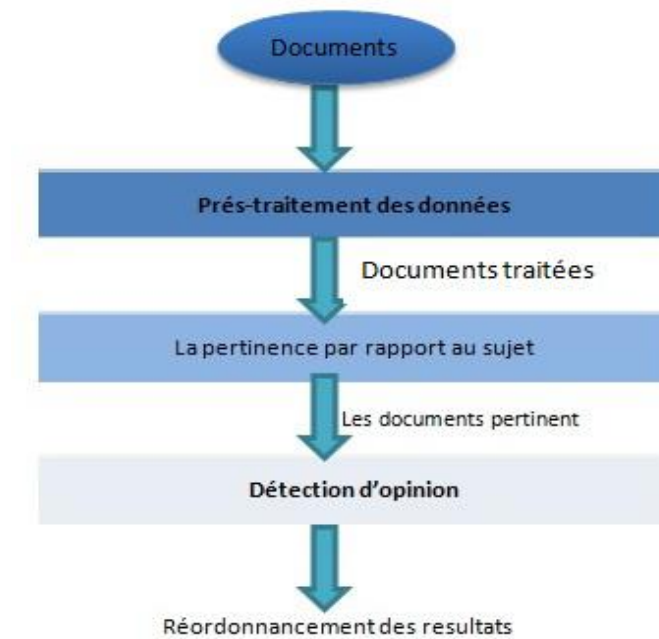 Documents
Prés-traitement des données
Documents traitées
La pertinence par rapport au sujet
Les documents pertinent
Détection d'opinion
Réordonnancement des resultats